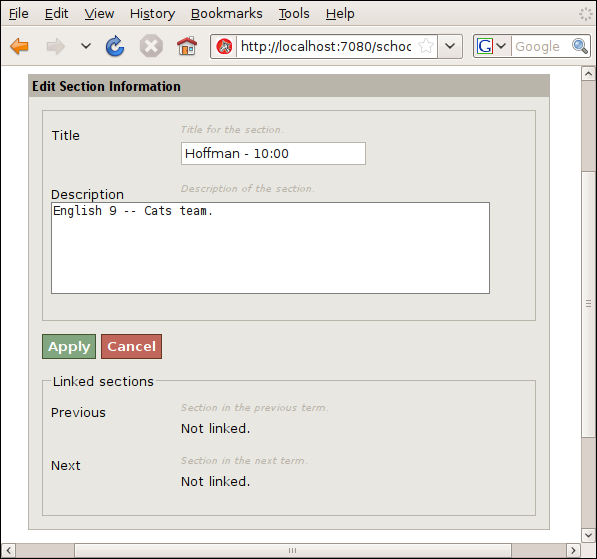 File Edit View History Bookmarks Tools Help
http://localhost:7080/schoo G Google
Edit Section Information
Title
Title for the section.
Hoffman - 10:00
Description
Description of the section.
English 9 -- Cats team.
Apply Cancel
Linked sections
Previous
Section in the previous term.
Not linked.
Next
Section in the next term.
Not linked.